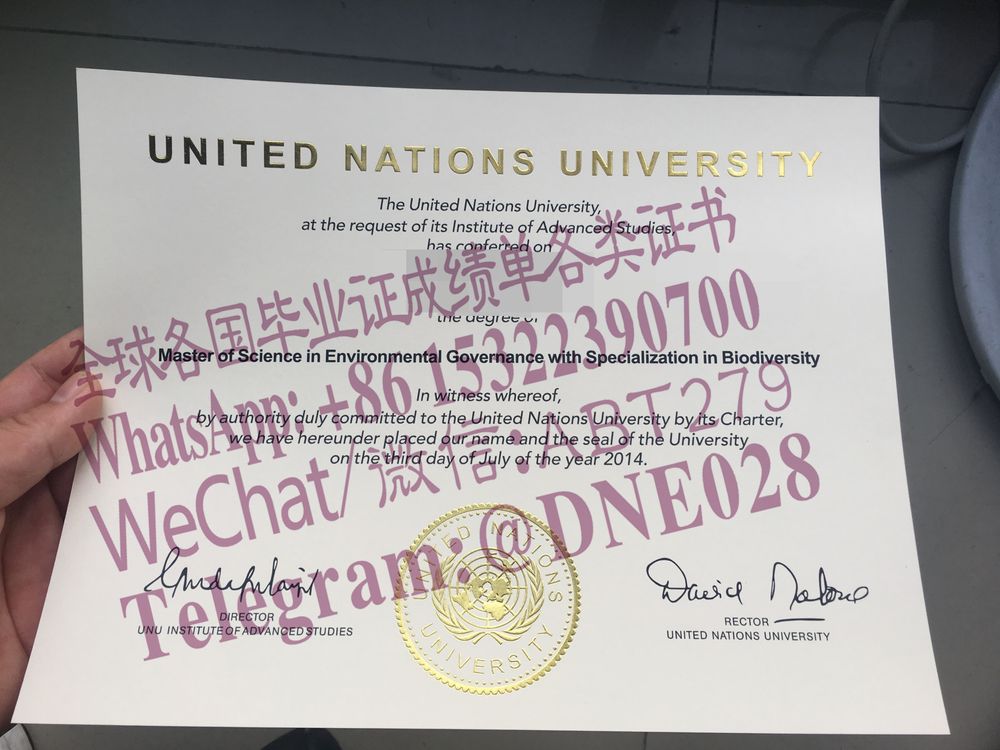 UNITED NATIONS UNIVERSITY
The United Nations University,
at the request of its Institute of Advanced Studies,
has conferred on
the degree of
Master of Science in Environmental Governance with Specialization in Biodiversity
In witness whereof,
by authority duly committed to the United Nations University by its Charter,
we have hereunder placed our name and the seal of the University
on the third day of July of the year 2014.
全球各国毕业证成绩单各类证书
WhatsApp: +86 15322390700
WeChat/微信:ABT279
Telegram: @DNE028
DIRECTOR
UNU INSTITUTE OF ADVANCED STUDIES
UNITED NATIONS
UNIVERSITY
David Malone
RECTOR
UNITED NATIONS UNIVERSITY